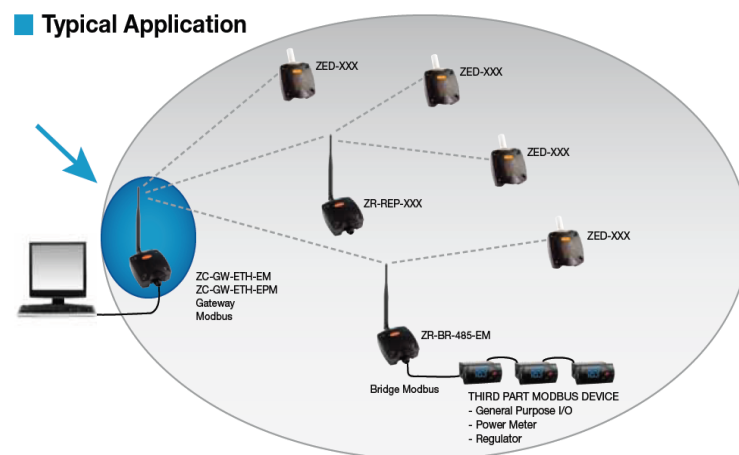 Typical Application
ZED-XXX
ZED-XXX
ZED-XXX
ZR-REP-XXX
ZED-XXX
ZC-GW-ETH-EM
ZC-GW-ETH-EPM
Gateway
Modbus
ZR-BR-485-EM
Bridge Modbus
THIRD PART MODBUS DEVICE
- General Purpose I/O
- Power Meter
- Regulator